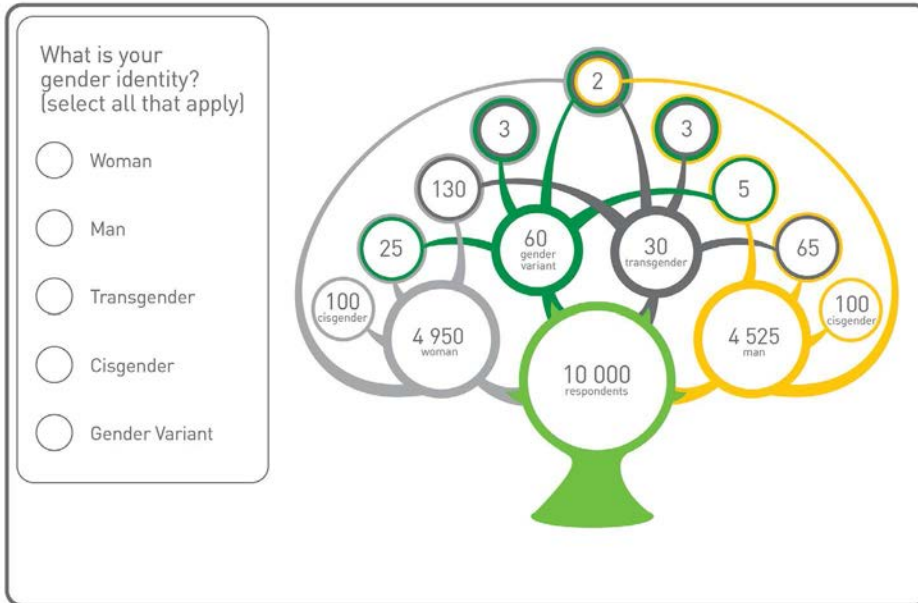 What is your
gender identity?
(select all that apply)
Woman
Man
Transgender
Cisgender
Gender Variant
2
3
3
130
5
25
60
gender
variant
30
transgender
65
100
cisgender
4 950
woman
4 525
man
100
cisgender
10 000
respondents